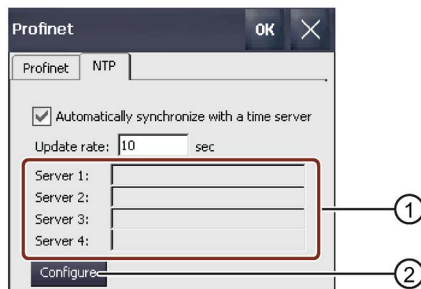 Profinet OK
Profinet NTP
Automatically synchronize with a time server
Update rate: 10 sec
Server 1:
Server 2:
Server 3:
Server 4:
1
Configure
2